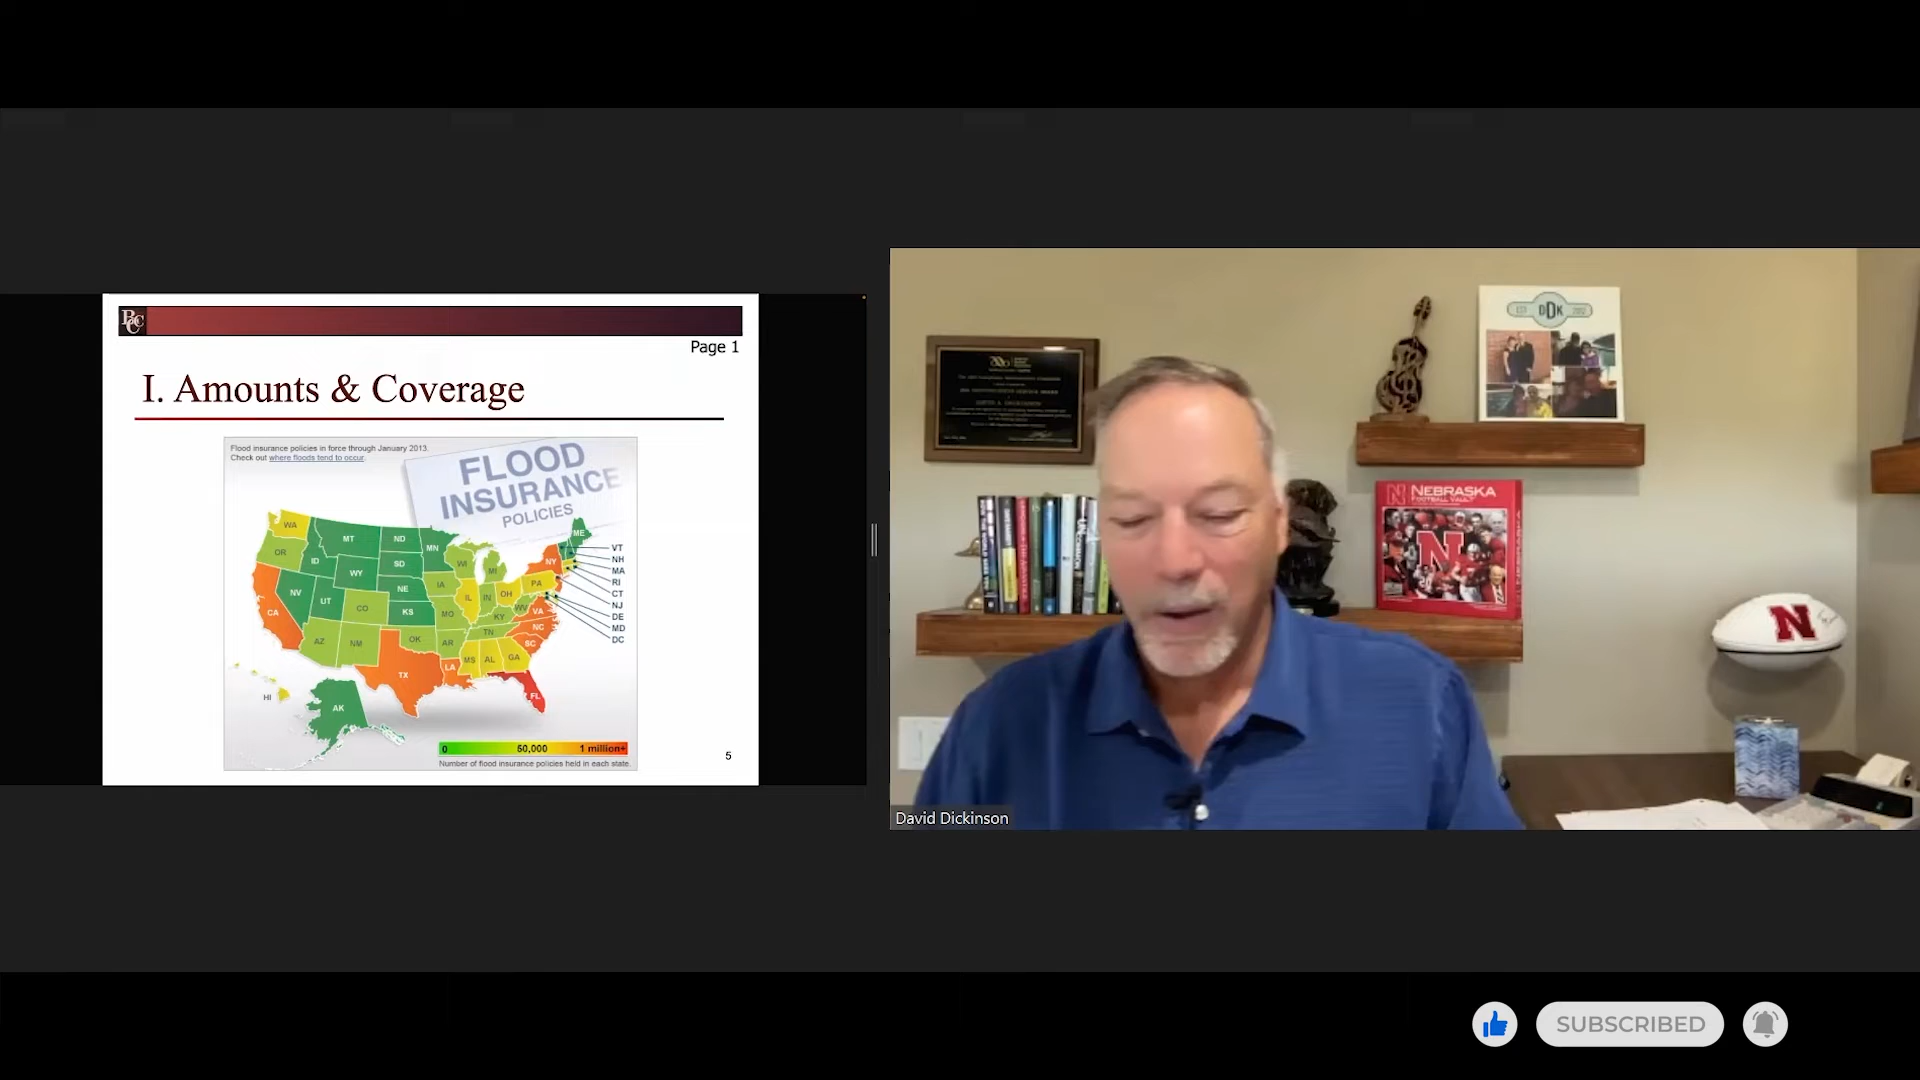 BCC
Page 1
I. Amounts & Coverage
Flood insurance policies in force through January 2013.
Check out where floods tend to occur.
FLOOD
INSURANCE
POLICIES
WA
OR
CA
NV
ID
MT
WY
UT
AZ
NM
CO
ND
SD
NE
KS
OK
TX
MN
IA
MO
AR
LA
WI
IL
MI
IN
OH
KY
TN
MS
AL
GA
FL
SC
NC
VA
WV
PA
NY
ME
VT
NH
MA
RI
CT
NJ
DE
MD
DC
HI
AK
0 50,000 1 million+
Number of flood insurance policies held in each state.
5
DDK
NEBRASKA
FOOTBALL VAULT
N
N
David Dickinson
SUBSCRIBED